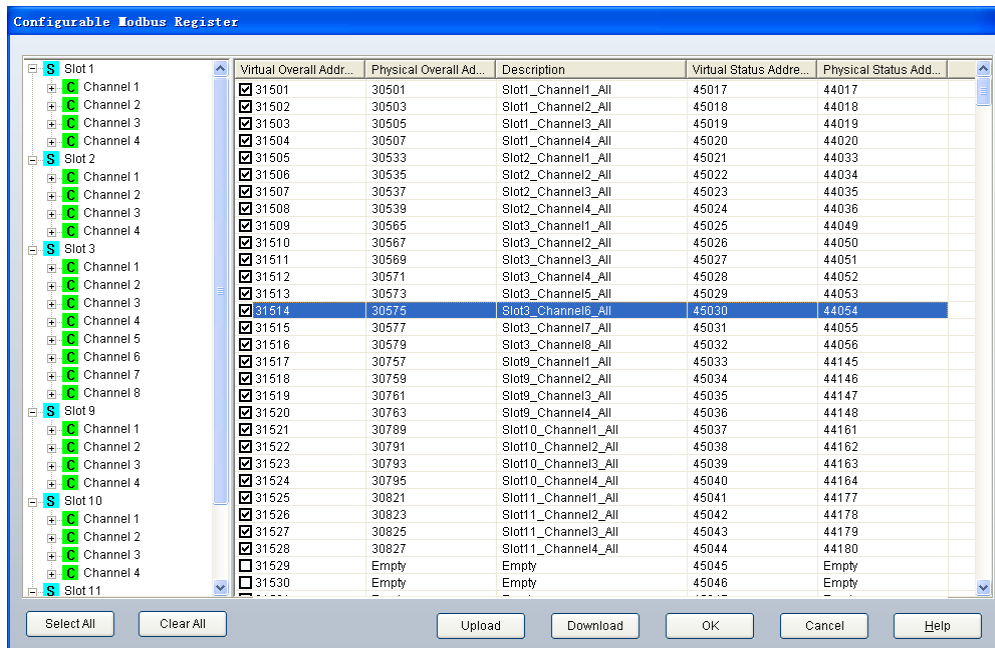 Configurable Modbus Register
Slot 1
C Channel 1
C Channel 2
C Channel 3
C Channel 4
S Slot 2
C Channel 1
C Channel 2
C Channel 3
C Channel 4
S Slot 3
C Channel 1
C Channel 2
C Channel 3
C Channel 4
C Channel 5
C Channel 6
C Channel 7
C Channel 8
S Slot 9
C Channel 1
C Channel 2
C Channel 3
C Channel 4
S Slot 10
C Channel 1
C Channel 2
C Channel 3
C Channel 4
S Slot 11
Virtual Overall Addr... Physical Overall Ad... Description Virtual Status Addre... Physical Status Add...
31501 30501 Slot1_Channel1_All 45017 44017
31502 30503 Slot1_Channel2_All 45018 44018
31503 30505 Slot1_Channel3_All 45019 44019
31504 30507 Slot1_Channel4_All 45020 44020
31505 30533 Slot2_Channel1_All 45021 44033
31506 30535 Slot2_Channel2_All 45022 44034
31507 30537 Slot2_Channel3_All 45023 44035
31508 30539 Slot2_Channel4_All 45024 44036
31509 30565 Slot3_Channel1_All 45025 44049
31510 30567 Slot3_Channel2_All 45026 44050
31511 30569 Slot3_Channel3_All 45027 44051
31512 30571 Slot3_Channel4_All 45028 44052
31513 30573 Slot3_Channel5_All 45029 44053
31514 30575 Slot3_Channel6_All 45030 44054
31515 30577 Slot3_Channel7_All 45031 44055
31516 30579 Slot3_Channel8_All 45032 44056
31517 30757 Slot9_Channel1_All 45033 44145
31518 30759 Slot9_Channel2_All 45034 44146
31519 30761 Slot9_Channel3_All 45035 44147
31520 30763 Slot9_Channel4_All 45036 44148
31521 30789 Slot10_Channel1_All 45037 44161
31522 30791 Slot10_Channel2_All 45038 44162
31523 30793 Slot10_Channel3_All 45039 44163
31524 30795 Slot10_Channel4_All 45040 44164
31525 30821 Slot11_Channel1_All 45041 44177
31526 30823 Slot11_Channel2_All 45042 44178
31527 30825 Slot11_Channel3_All 45043 44179
31528 30827 Slot11_Channel4_All 45044 44180
31529 Empty Empty 45045 Empty
31530 Empty Empty 45046 Empty
Select All Clear All Upload Download OK Cancel Help